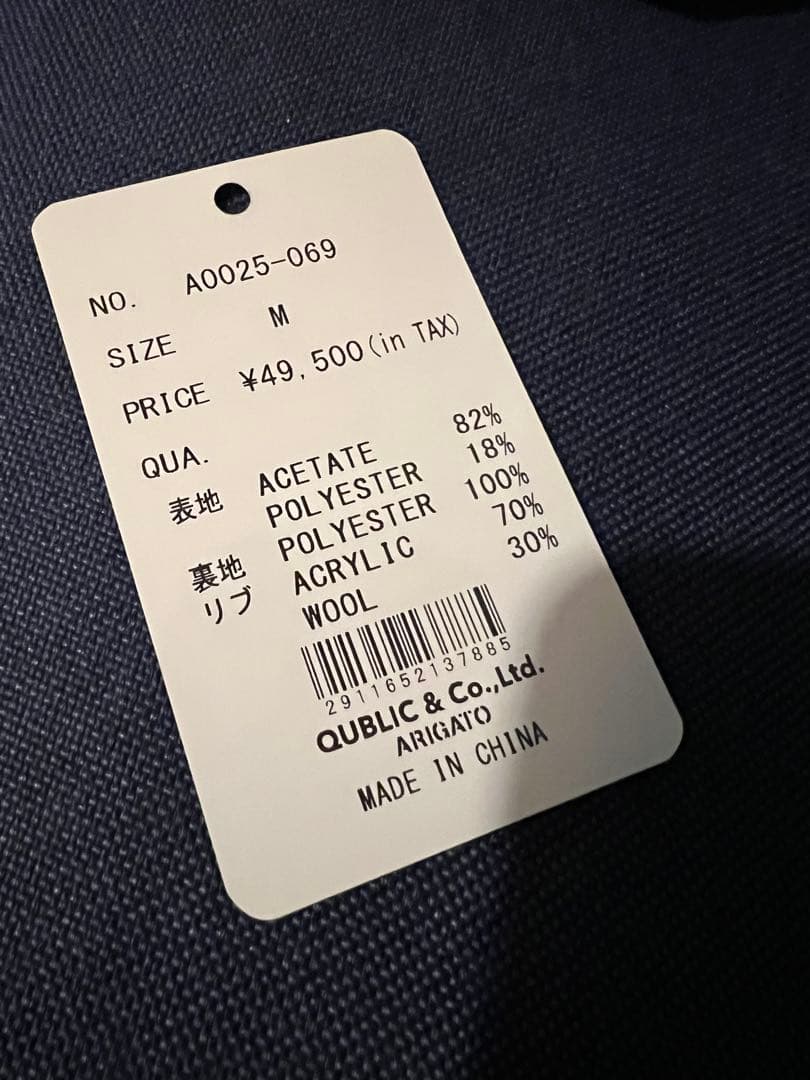 NO. A0025-069
SIZE M
PRICE ¥49,500(in TAX)
QUA.
表地 ACETATE 82%
POLYESTER 18%
裏地 POLYESTER 100%
リブ ACRYLIC 70%
WOOL 30%
2911652137885
QUBLIC & Co.,Ltd.
ARIGATO
MADE IN CHINA